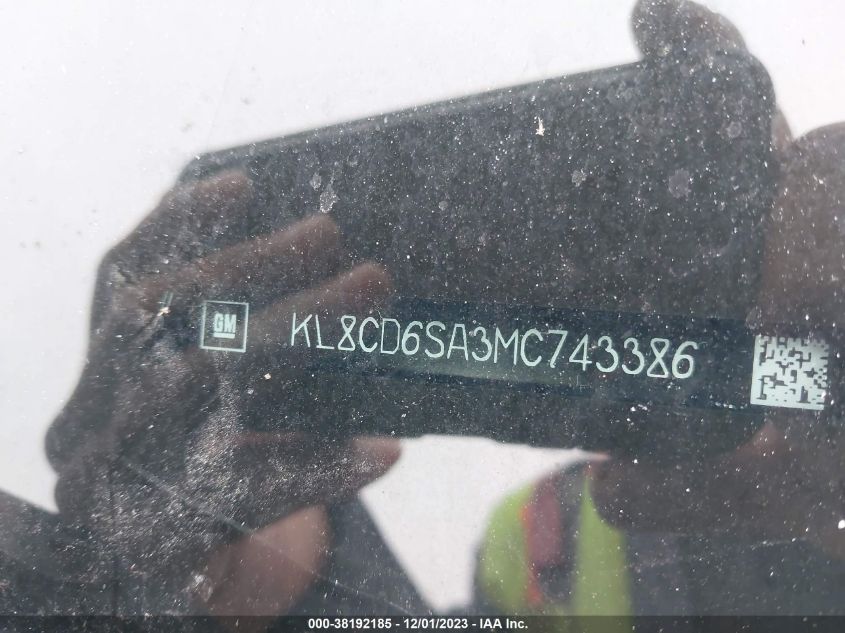 GM KL8CD6SA3MC743386
000-38192185 - 12/01/2023 - IAA Inc.